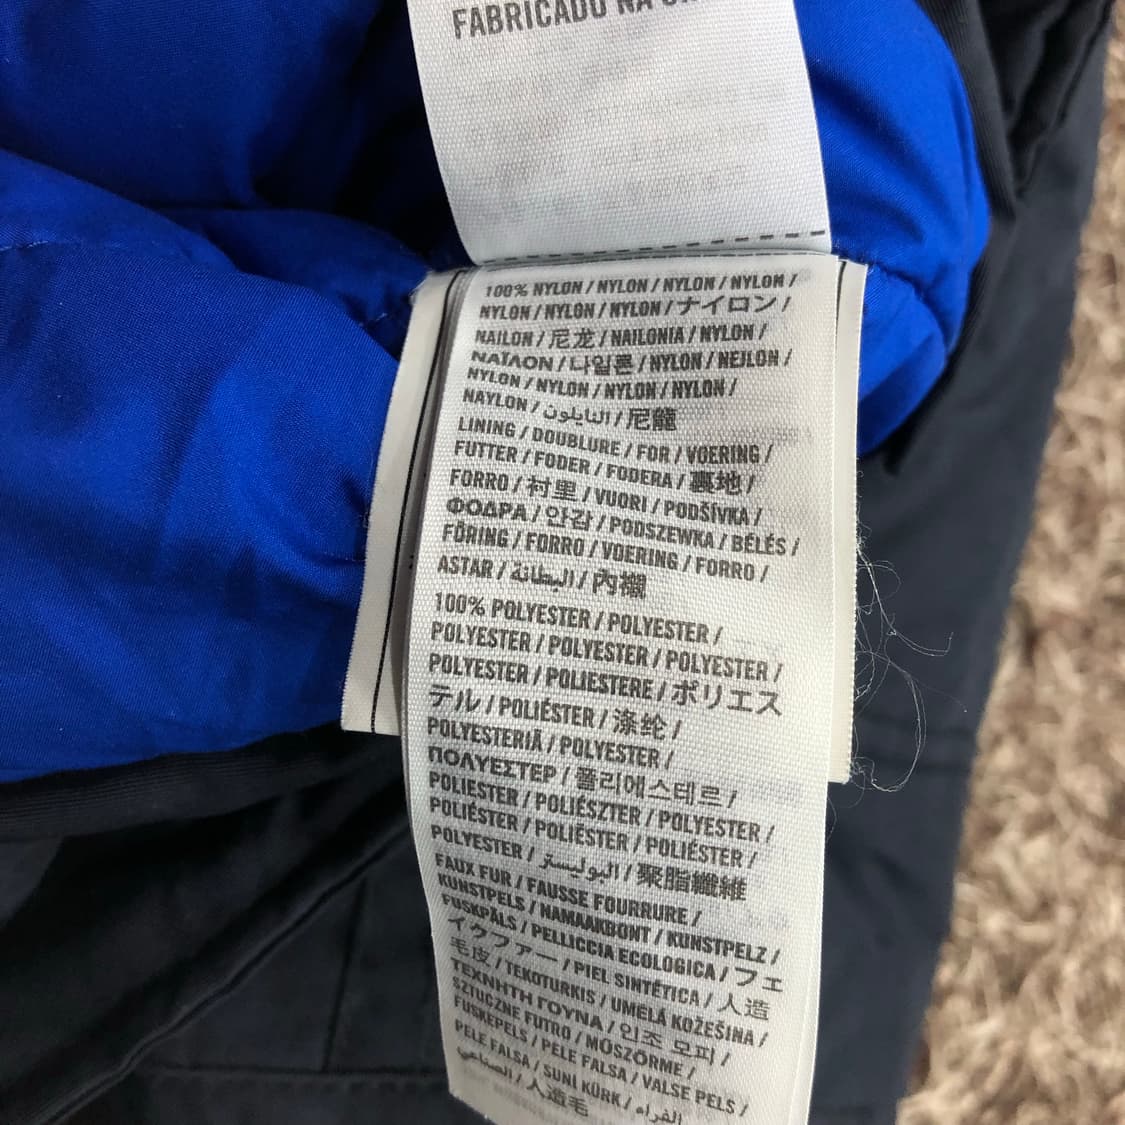 FABRICADO NA
100% NYLON / NYLON / NYLON / NYLON /
NYLON / NYLON / NYLON / ナイロン /
NAILON / 尼龙 / NAILONIA / NYLON /
ΝΑΪΛΟΝ / 나일론 / NYLON / NEJLON /
NYLON / NYLON / NYLON / NYLON /
NAYLON / النايلون / 尼龍
LINING / DOUBLURE / FOR / VOERING /
FUTTER / FODER / FODERA / 裏地 /
FORRO / 衬里 / VUORI / PODŠÍVKA /
ΦΟΔΡΑ / 안감 / PODSZEWKA / BÉLÉS /
FÔRING / FORRO / VOERING / FORRO /
ASTAR / البطانة / 內襯
100% POLYESTER / POLYESTER /
POLYESTER / POLYESTER / POLYESTER /
POLYESTER / POLIESTERE / ポリエス
テル / POLIÉSTER / 涤纶 /
POLYESTERIÄ / POLYESTER /
ΠΟΛΥΕΣΤΕΡ / 폴리에스테르 /
POLIESTER / POLIÉSZTER / POLYESTER /
POLIÉSTER / POLIÉSTER / POLIÉSTER /
POLYESTER / البوليستر / 聚脂纖維
FAUX FUR / FAUSSE FOURRURE /
KUNSTPELS / NAMAAKBONT / KUNSTPELZ /
FUSKPÄLS / PELLICCIA ECOLOGICA / フェ
イクファー / PIEL SINTÉTICA / 人造
毛皮 / TEKOTURKIS / UMĚLÁ KOŽEŠINA /
ΤΕΧΝΗΤΗ ΓΟΥΝΑ / 인조 모피 /
SZTUCZNE FUTRO / MŰSZŐRME /
FUSKEPELS / PELE FALSA / VALSE PELS /
PELE FALSA / SUNİ KÜRK / الفراء
الصناعي / 人造毛